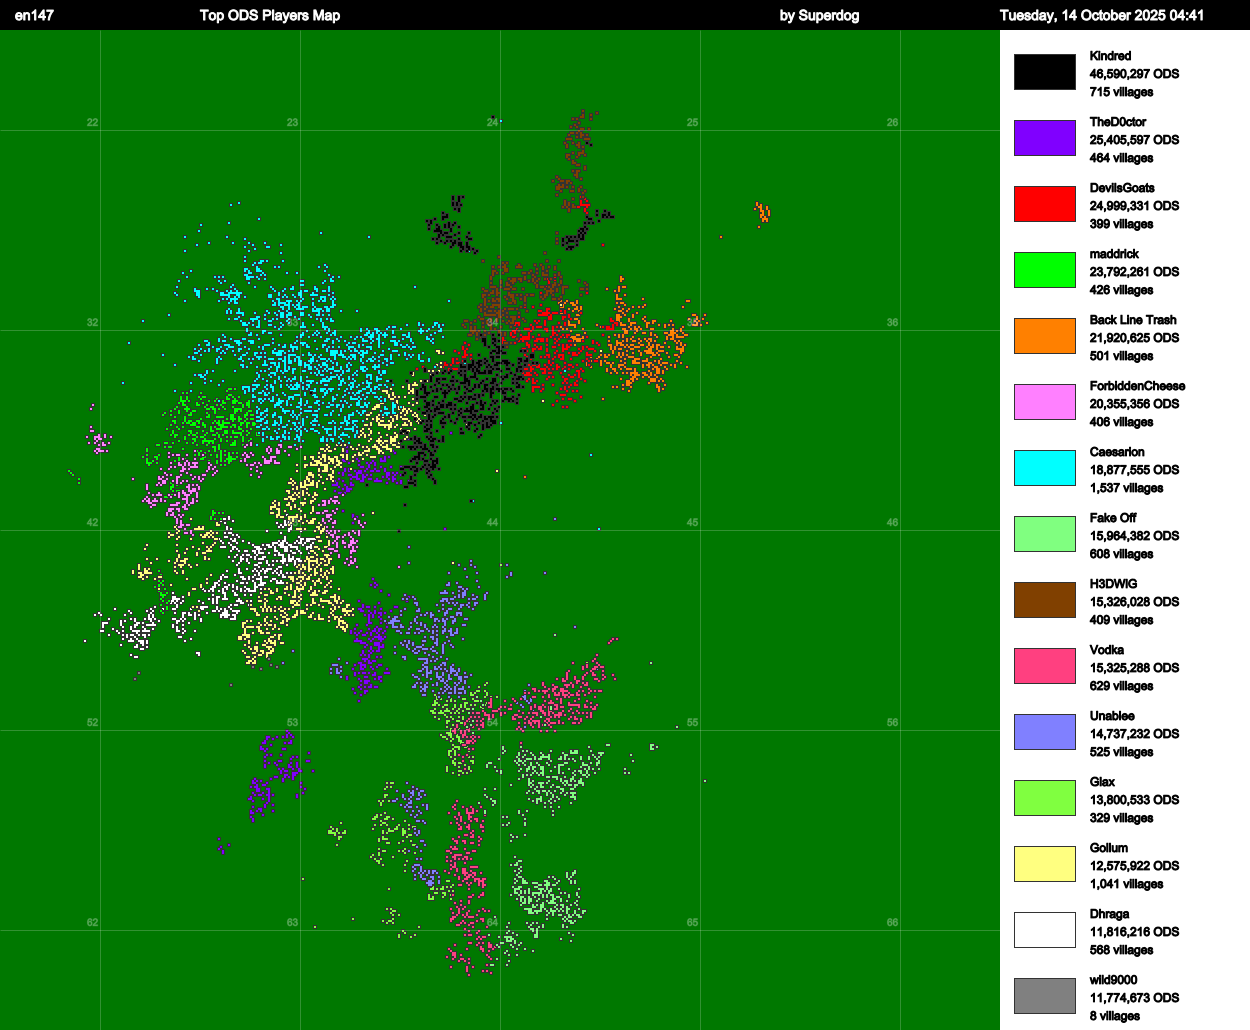 en147 Top ODS Players Map by Superdog Tuesday, 14 October 2025 04:41
Kindred
46,590,297 ODS
715 villages
TheD0ctor
25,405,597 ODS
464 villages
DevilsGoats
24,999,331 ODS
399 villages
maddrick
23,792,261 ODS
426 villages
Back Line Trash
21,920,625 ODS
501 villages
ForbiddenCheese
20,355,356 ODS
406 villages
Caesarion
18,877,555 ODS
1,537 villages
Fake Off
15,964,382 ODS
608 villages
H3DWIG
15,326,028 ODS
409 villages
Vodka
15,325,288 ODS
629 villages
Unablee
14,737,232 ODS
525 villages
Glax
13,800,533 ODS
329 villages
Gollum
12,575,922 ODS
1,041 villages
Dhraga
11,816,216 ODS
568 villages
wild9000
11,774,673 ODS
8 villages
22 23 24 25 26
32 33 34 35 36
42 43 44 45 46
52 53 54 55 56
62 63 64 65 66